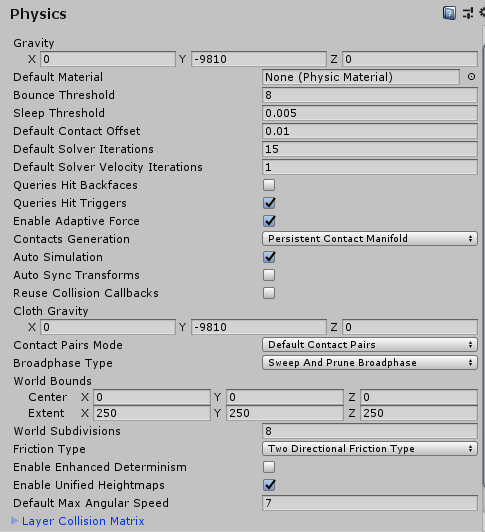 Physics
Gravity
X 0 Y -9810 Z 0
Default Material None (Physic Material)
Bounce Threshold 8
Sleep Threshold 0.005
Default Contact Offset 0.01
Default Solver Iterations 15
Default Solver Velocity Iterations 1
Queries Hit Backfaces
Queries Hit Triggers
Enable Adaptive Force
Contacts Generation Persistent Contact Manifold
Auto Simulation
Auto Sync Transforms
Reuse Collision Callbacks
Cloth Gravity
X 0 Y -9810 Z 0
Contact Pairs Mode Default Contact Pairs
Broadphase Type Sweep And Prune Broadphase
World Bounds
Center X 0 Y 0 Z 0
Extent X 250 Y 250 Z 250
World Subdivisions 8
Friction Type Two Directional Friction Type
Enable Enhanced Determinism
Enable Unified Heightmaps
Default Max Angular Speed 7
Layer Collision Matrix